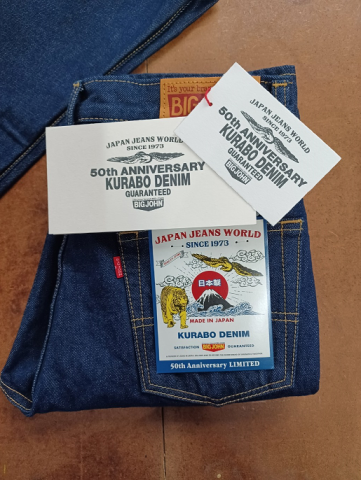 It's your
BIG
JAPAN JEANS WORLD
SINCE 1973
50th ANNIVERSARY
KURABO DENIM
GUARANTEED
BIG JOHN
JAPAN JEANS WORLD
SINCE 1973
50th ANNIVERSARY
KURABO DENIM
GUARANTEED
BIG JOHN
JAPAN JEANS WORLD
SINCE 1973
日本製
MADE IN JAPAN
KURABO DENIM
SATISFACTION BIG JOHN GUARANTEED
50th Anniversary LIMITED